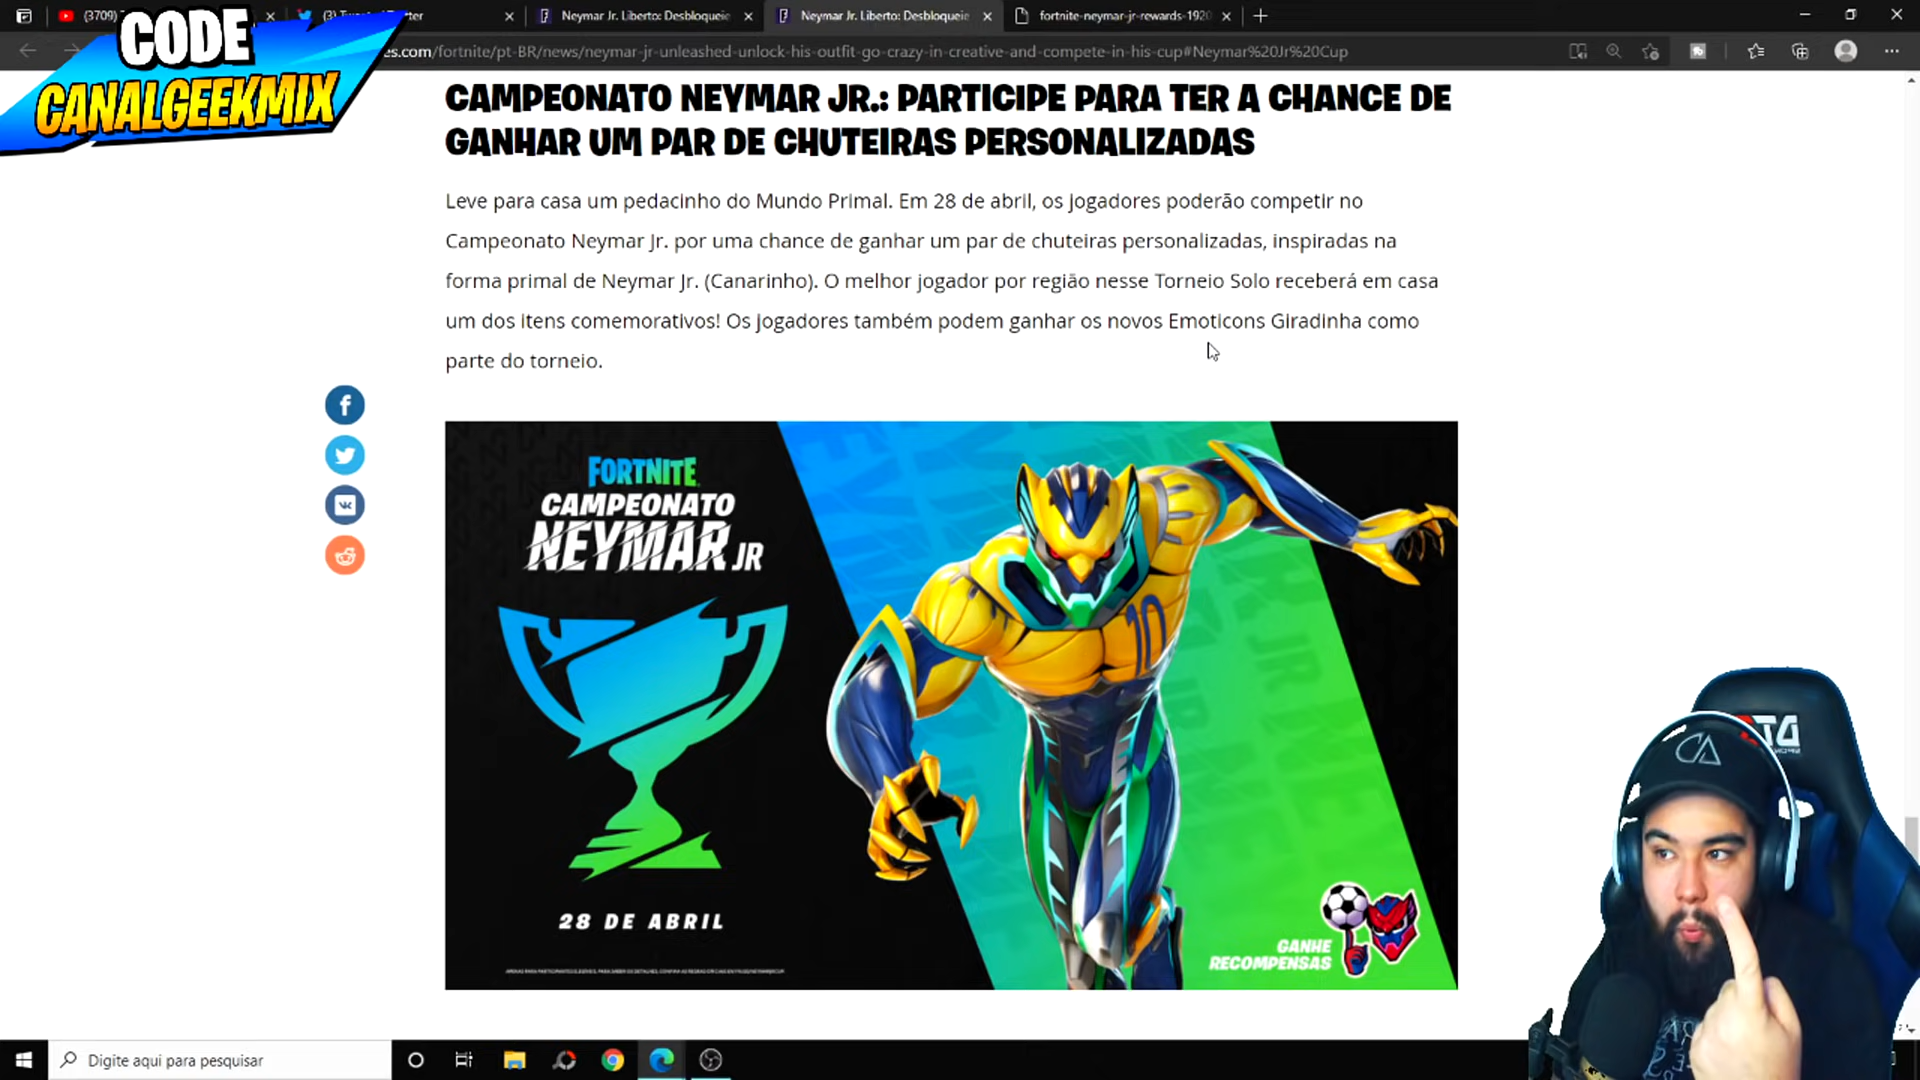 (3709)
(3) Tweet / Twitter
Neymar Jr. Liberto: Desbloqueie
Neymar Jr. Liberto: Desbloqueie
fortnite-neymar-jr-rewards-1920
es.com/fortnite/pt-BR/news/neymar-jr-unleashed-unlock-his-outfit-go-crazy-in-creative-and-compete-in-his-cup#Neymar%20Jr%20Cup
CODE
CANALGEEKMIX
CAMPEONATO NEYMAR JR.: PARTICIPE PARA TER A CHANCE DE
GANHAR UM PAR DE CHUTEIRAS PERSONALIZADAS
Leve para casa um pedacinho do Mundo Primal. Em 28 de abril, os jogadores poderão competir no
Campeonato Neymar Jr. por uma chance de ganhar um par de chuteiras personalizadas, inspiradas na
forma primal de Neymar Jr. (Canarinho). O melhor jogador por região nesse Torneio Solo receberá em casa
um dos itens comemorativos! Os jogadores também podem ganhar os novos Emoticons Giradinha como
parte do torneio.
FORTNITE
CAMPEONATO
NEYMAR JR
28 DE ABRIL
10
GANHE
RECOMPENSAS
Digite aqui para pesquisar